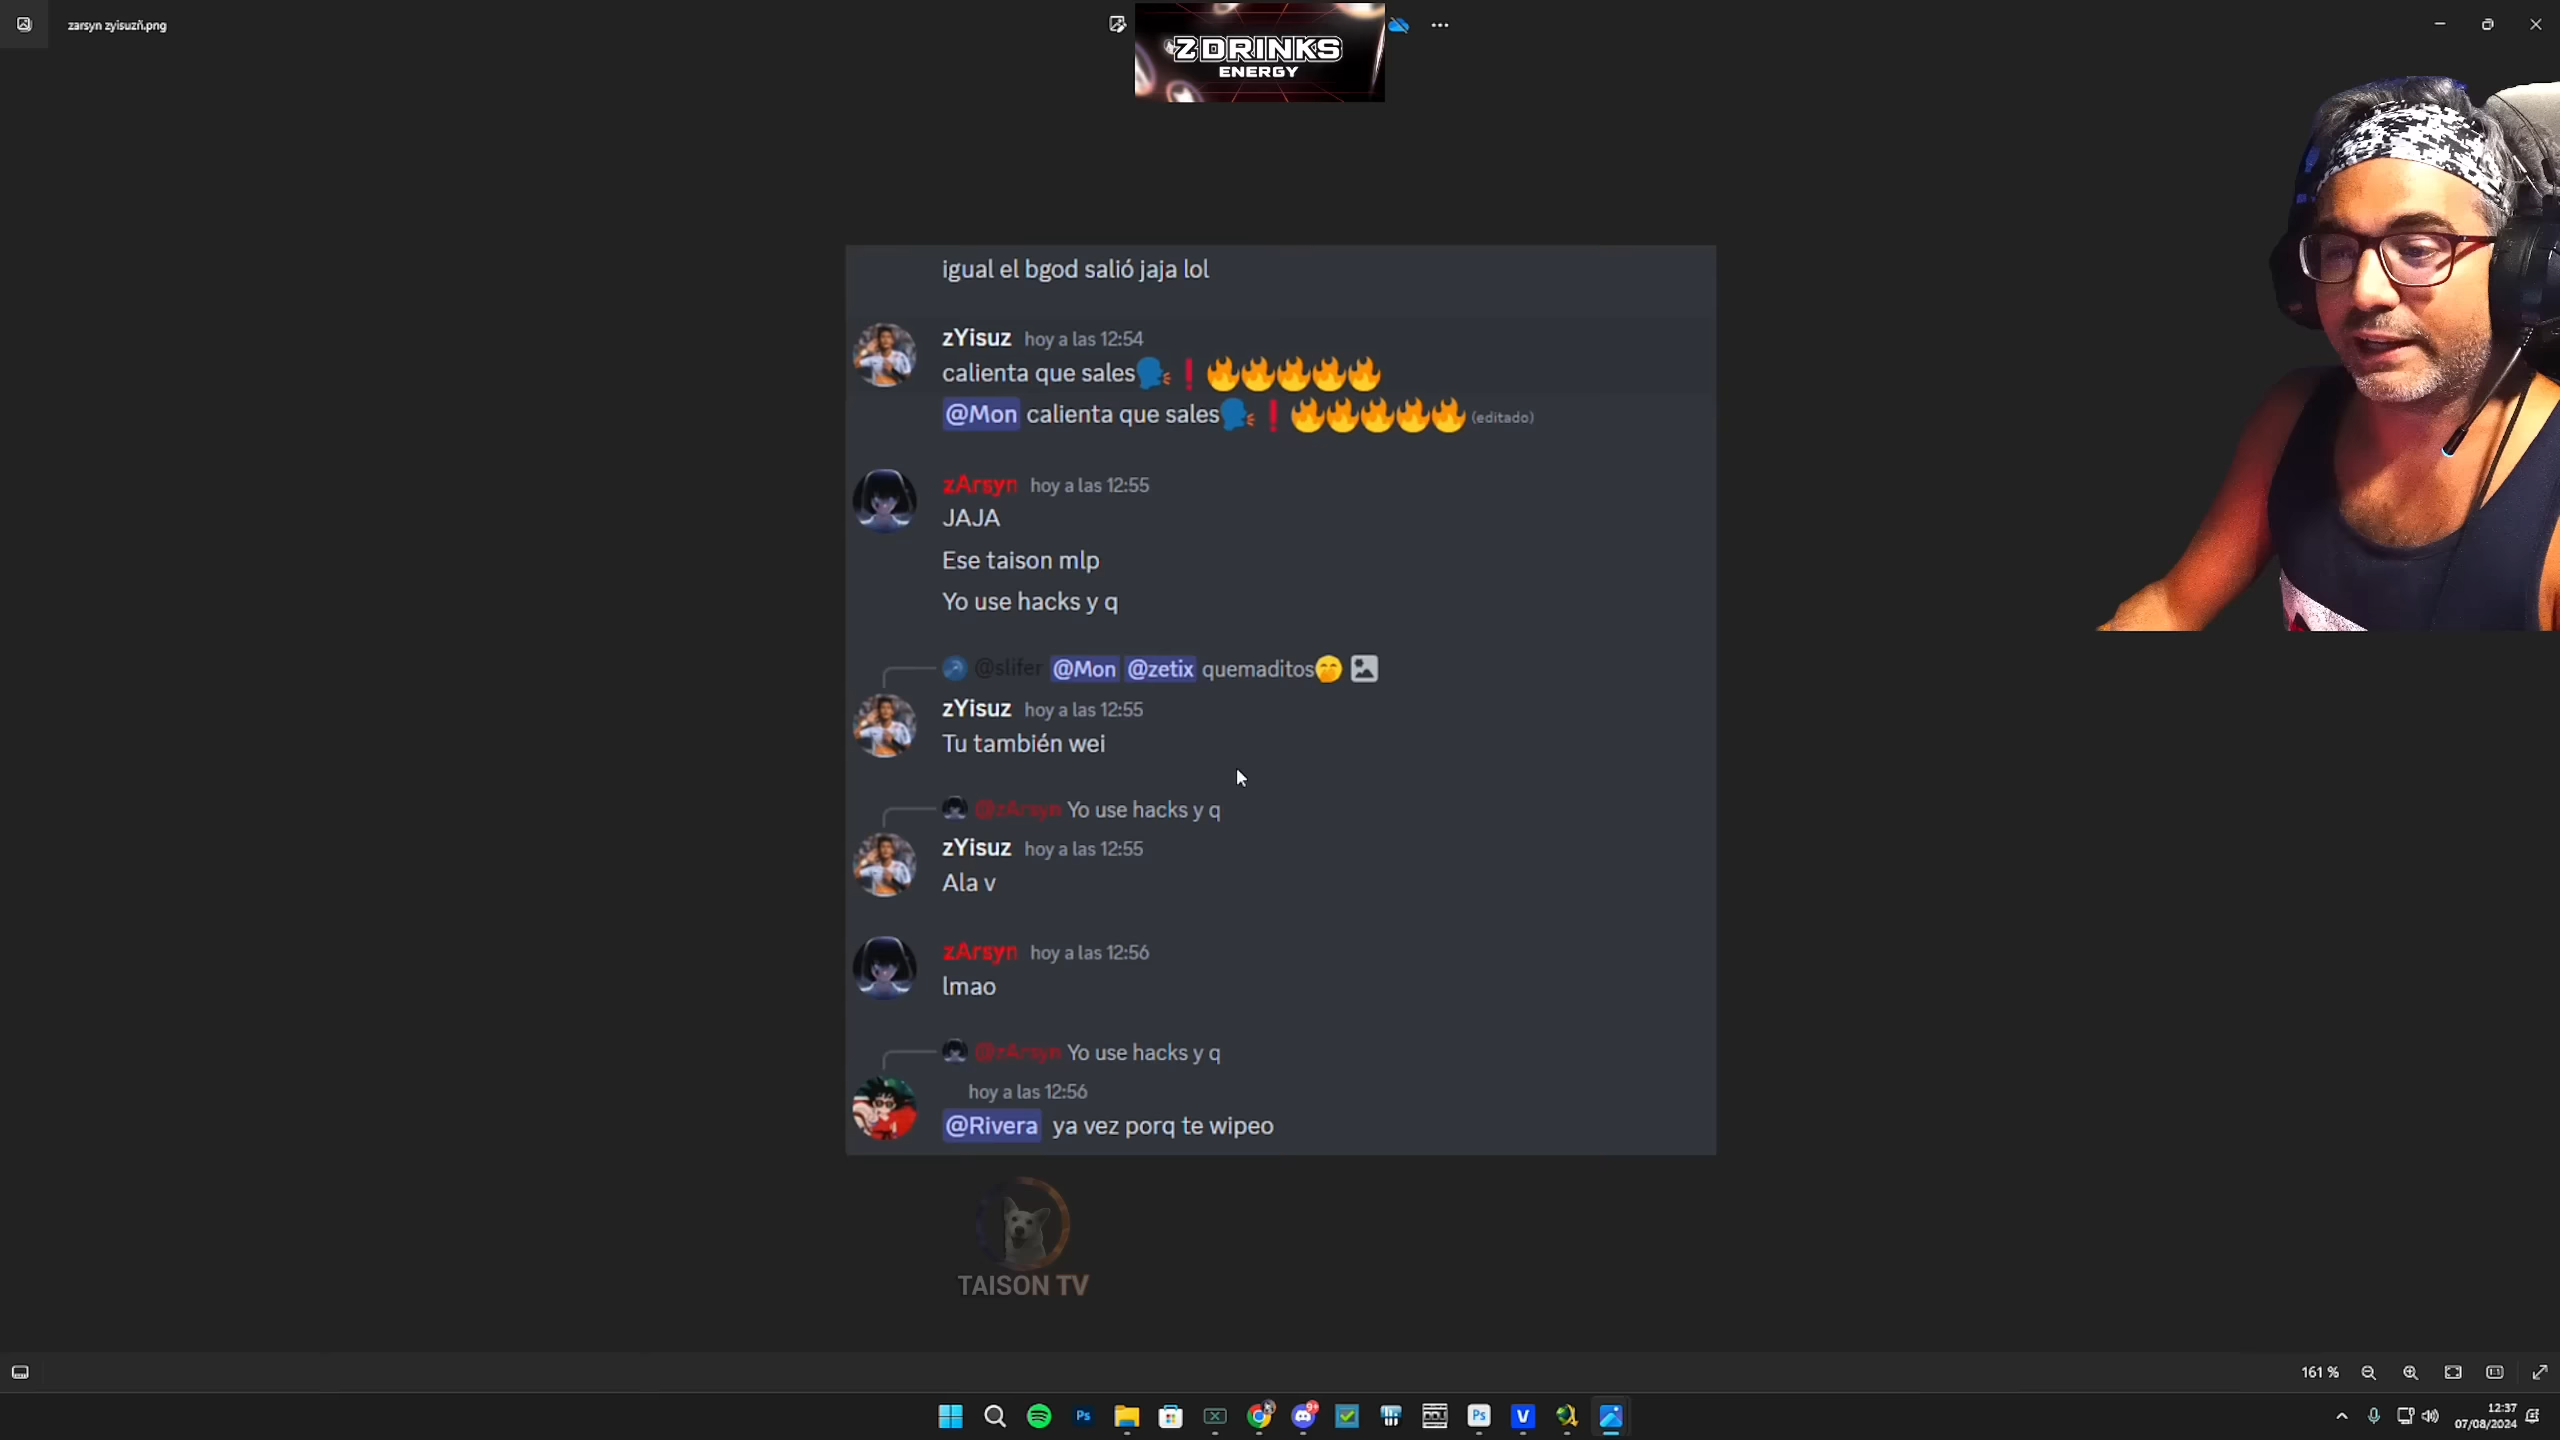 zarsyn zyisuzñ.png
Z DRINKS
ENERGY
igual el bgod salió jaja lol
zYisuz hoy a las 12:54
calienta que sales🗣️❗🔥🔥🔥🔥🔥
@Mon calienta que sales🗣️❗🔥🔥🔥🔥🔥 (editado)
zArsyn hoy a las 12:55
JAJA
Ese taison mlp
Yo use hacks y q
@slifer @Mon @zetix quemaditos🤭
zYisuz hoy a las 12:55
Tu también wei
@zArsyn Yo use hacks y q
zYisuz hoy a las 12:55
Ala v
zArsyn hoy a las 12:56
lmao
@zArsyn Yo use hacks y q
hoy a las 12:56
@Rivera ya vez porq te wipeo
TAISON TV
161 %
Ps
9+
Ps
V
12:37
07/08/2024